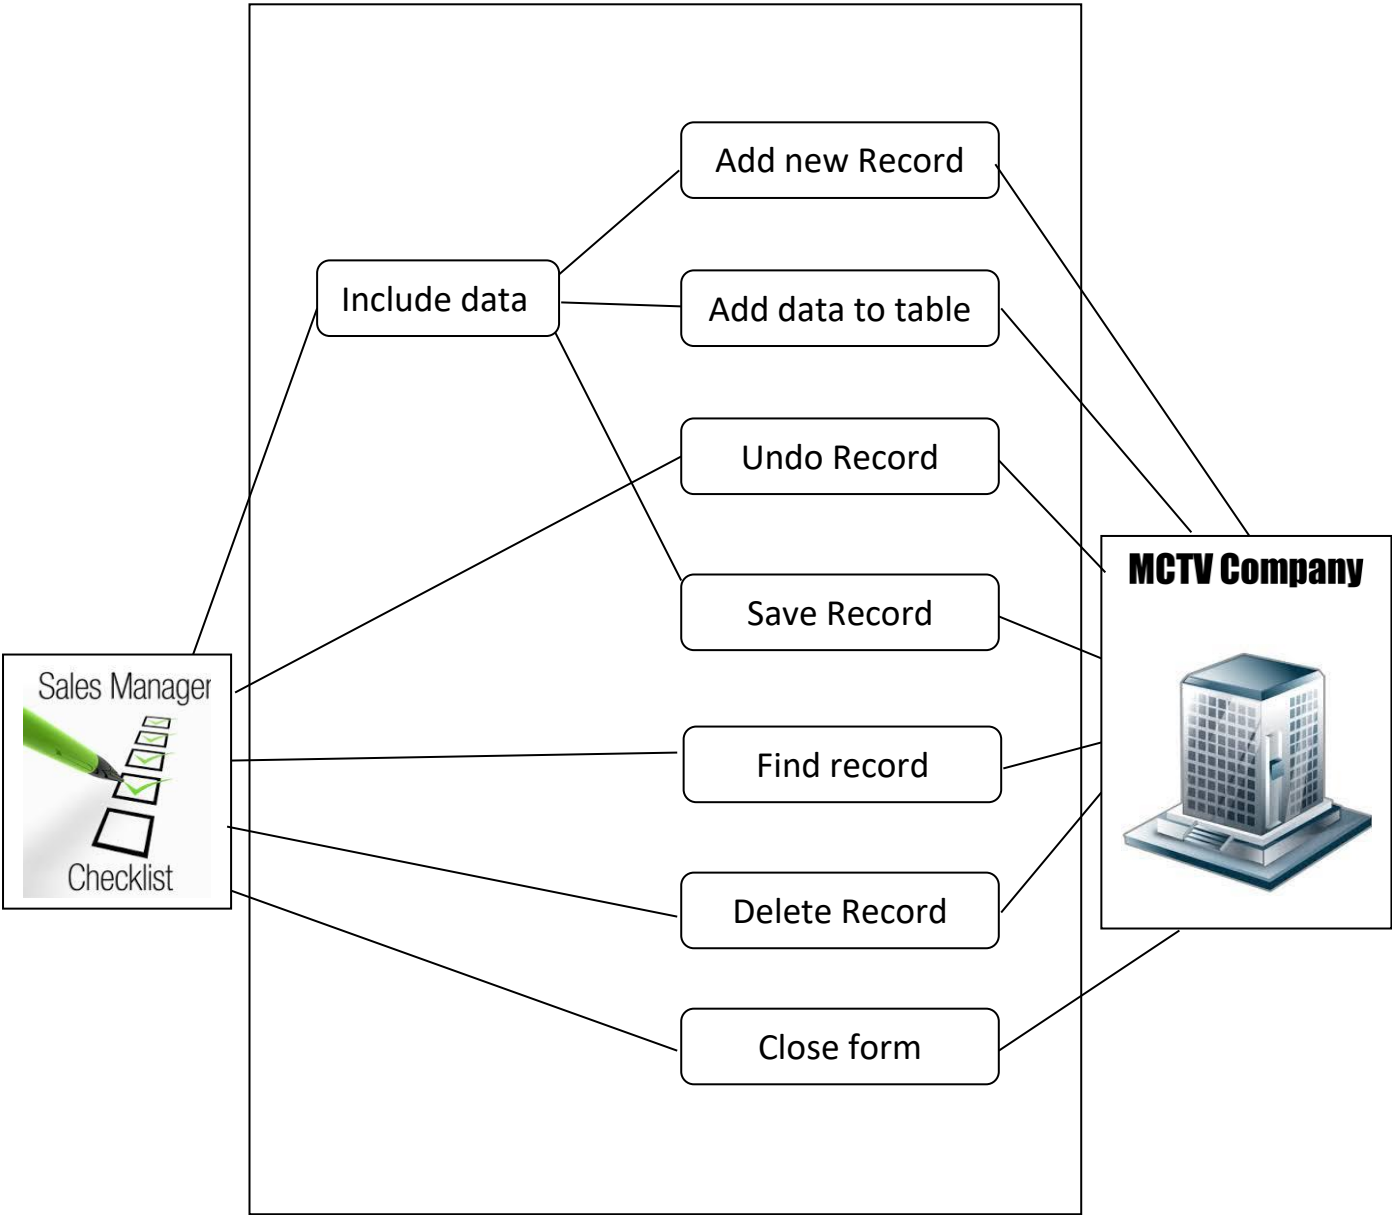 Add new Record
Include data
Add data to table
Undo Record
MCTV Company
Save Record
Sales Manager
Find record
Checklist
Delete Record
Close form